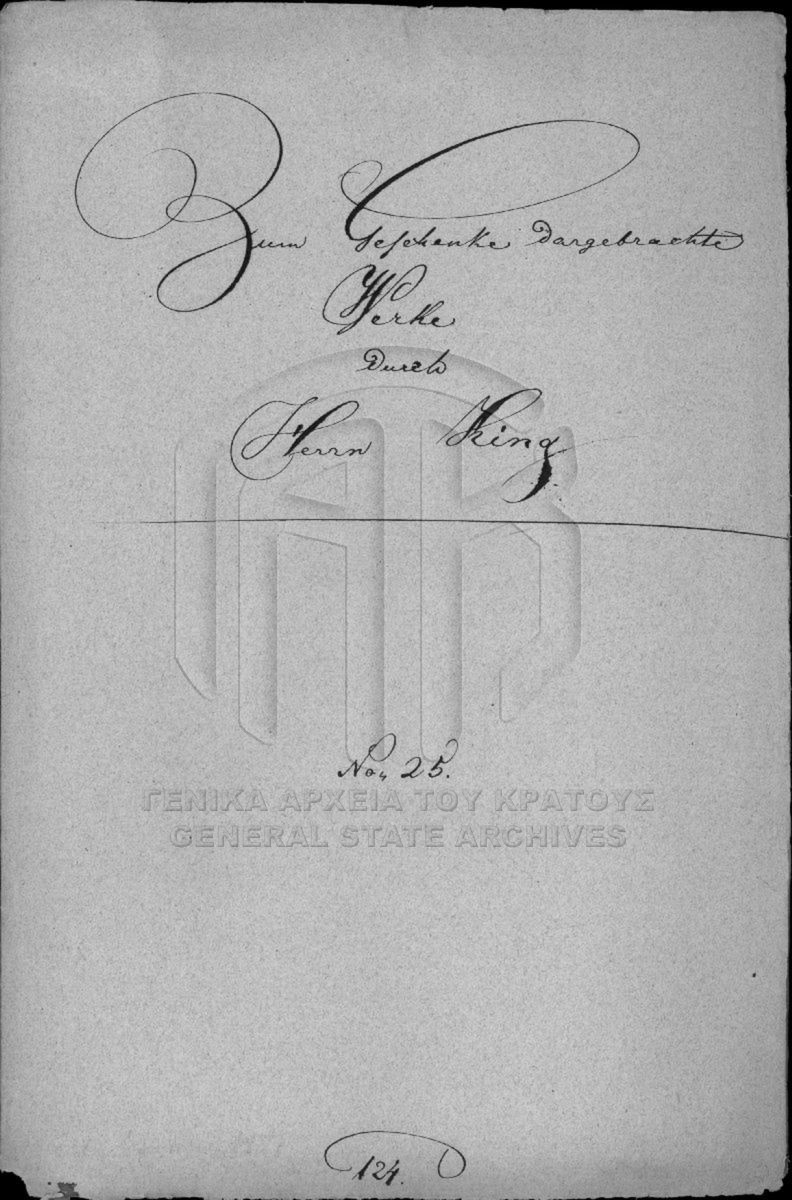 Zum Geschenke dargebrachte
Werke
durch
Herrn King
No, 25.
ΓΕΝΙΚΑ ΑΡΧΕΙΑ ΤΟΥ ΚΡΑΤΟΥΣ
GENERAL STATE ARCHIVES
124.